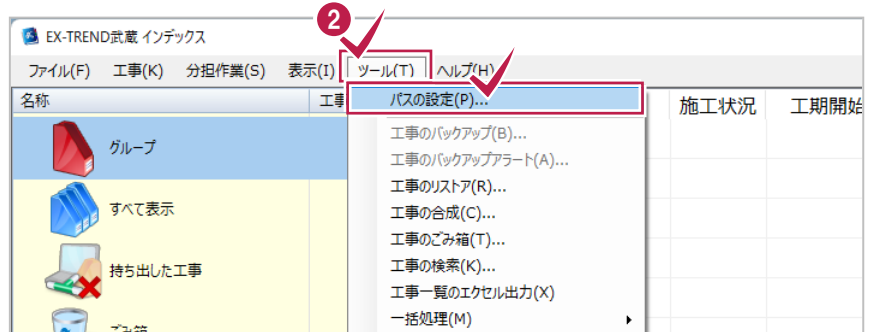 2
EX-TREND武蔵 インデックス
ファイル(F) 工事(K) 分担作業(S) 表示(I) ツール(T) ヘルプ(H)
名称 工事 施工状況 工期開始
パスの設定(P)...
工事のバックアップ(B)...
グループ
工事のバックアップアラート(A)...
工事のリストア(R)...
すべて表示
工事の合成(C)...
工事のごみ箱(T)...
持ち出した工事
工事の検索(K)...
工事一覧のエクセル出力(X)
一括処理(M)
ごみ箱